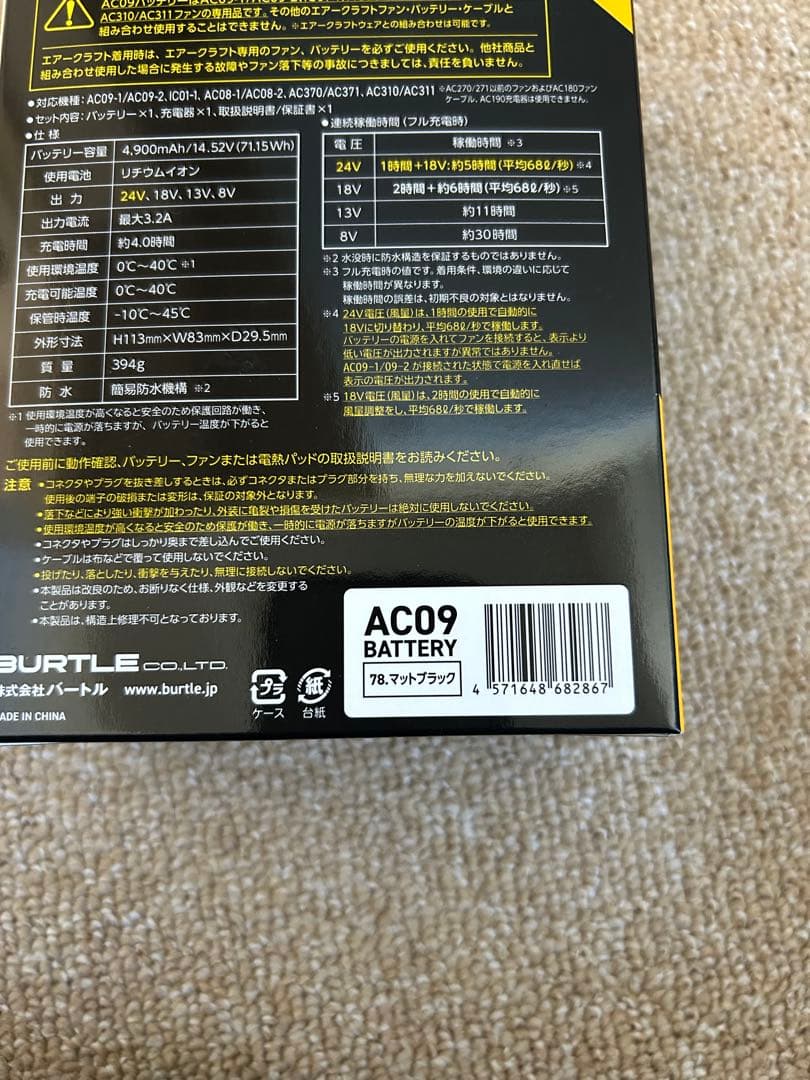 AC310/AC311ファンの専用品です。その他のエアークラフトファン・バッテリー・ケーブルと
組み合わせ使用することはできません。※エアークラフトウェアとの組み合わせは可能です。
エアークラフト着用時は、エアークラフト専用のファン、バッテリーを必ずご使用ください。他社商品と
組み合わせ使用した場合に発生する故障やファン落下等の事故につきましては、責任を負いません。
●対応機種:AC09-1/AC09-2、IC01-1、AC08-1/AC08-2、AC370/AC371、AC310/AC311 ※AC270/271以前のファンおよびAC180ファン
ケーブル、AC190充電器は使用できません。
●セット内容:バッテリー×1、充電器×1、取扱説明書/保証書×1
●仕様
バッテリー容量 4,900mAh/14.52V(71.15Wh)
使用電池 リチウムイオン
出力 24V、18V、13V、8V
出力電流 最大3.2A
充電時間 約4.0時間
使用環境温度 0℃〜40℃ ※1
充電可能温度 0℃〜40℃
保管時温度 -10℃〜45℃
外形寸法 H113mm×W83mm×D29.5mm
質量 394g
防水 簡易防水機構 ※2
※1 使用環境温度が高くなると安全のため保護回路が働き、
一時的に電源が落ちますが、バッテリー温度が下がると
使用できます。
●連続稼働時間(フル充電時)
電圧 稼働時間 ※3
24V 1時間+18V:約5時間(平均68ℓ/秒)※4
18V 2時間+約6時間(平均68ℓ/秒)※5
13V 約11時間
8V 約30時間
※2 水没時に防水構造を保証するものではありません。
※3 フル充電時の値です。着用条件、環境の違いに応じて
稼働時間が異なります。
稼働時間の誤差は、初期不良の対象とはなりません。
※4 24V電圧(風量)は、1時間の使用で自動的に
18Vに切り替わり、平均68ℓ/秒で稼働します。
バッテリーの電源を入れてファンを接続すると、表示より
低い電圧が出力されますが異常ではありません。
AC09-1/09-2が接続された状態で電源を入れ直せば
表示の電圧が出力されます。
※5 18V電圧(風量)は、2時間の使用で自動的に
風量調整をし、平均68ℓ/秒で稼働します。
ご使用前に動作確認、バッテリー、ファンまたは電熱パッドの取扱説明書をお読みください。
注意 ●コネクタやプラグを抜き差しするときは、必ずコネクタまたはプラグ部分を持ち、無理な力を加えないでください。
使用後の端子の破損または変形は、保証の対象外となります。
●落下などにより強い衝撃が加わったり、外装に亀裂や損傷を受けたバッテリーは絶対に使用しないでください。
●使用環境温度が高くなると安全のため保護が働き、一時的に電源が落ちますがバッテリーの温度が下がると使用できます。
●コネクタやプラグはしっかり奥まで差し込んでご使用ください。
●ケーブルは布などで覆って使用しないでください。
●投げたり、落としたり、衝撃を与えたり、無理に接続しないでください。
●本製品は改良のため、お断りなく仕様、外観などを変更する
ことがあります。
●本製品は、構造上修理不可となっております。
BURTLE CO.,LTD.
株式会社バートル www.burtle.jp
MADE IN CHINA
プラ
ケース
紙
台紙
AC09
BATTERY
78.マットブラック
4 571648 682867